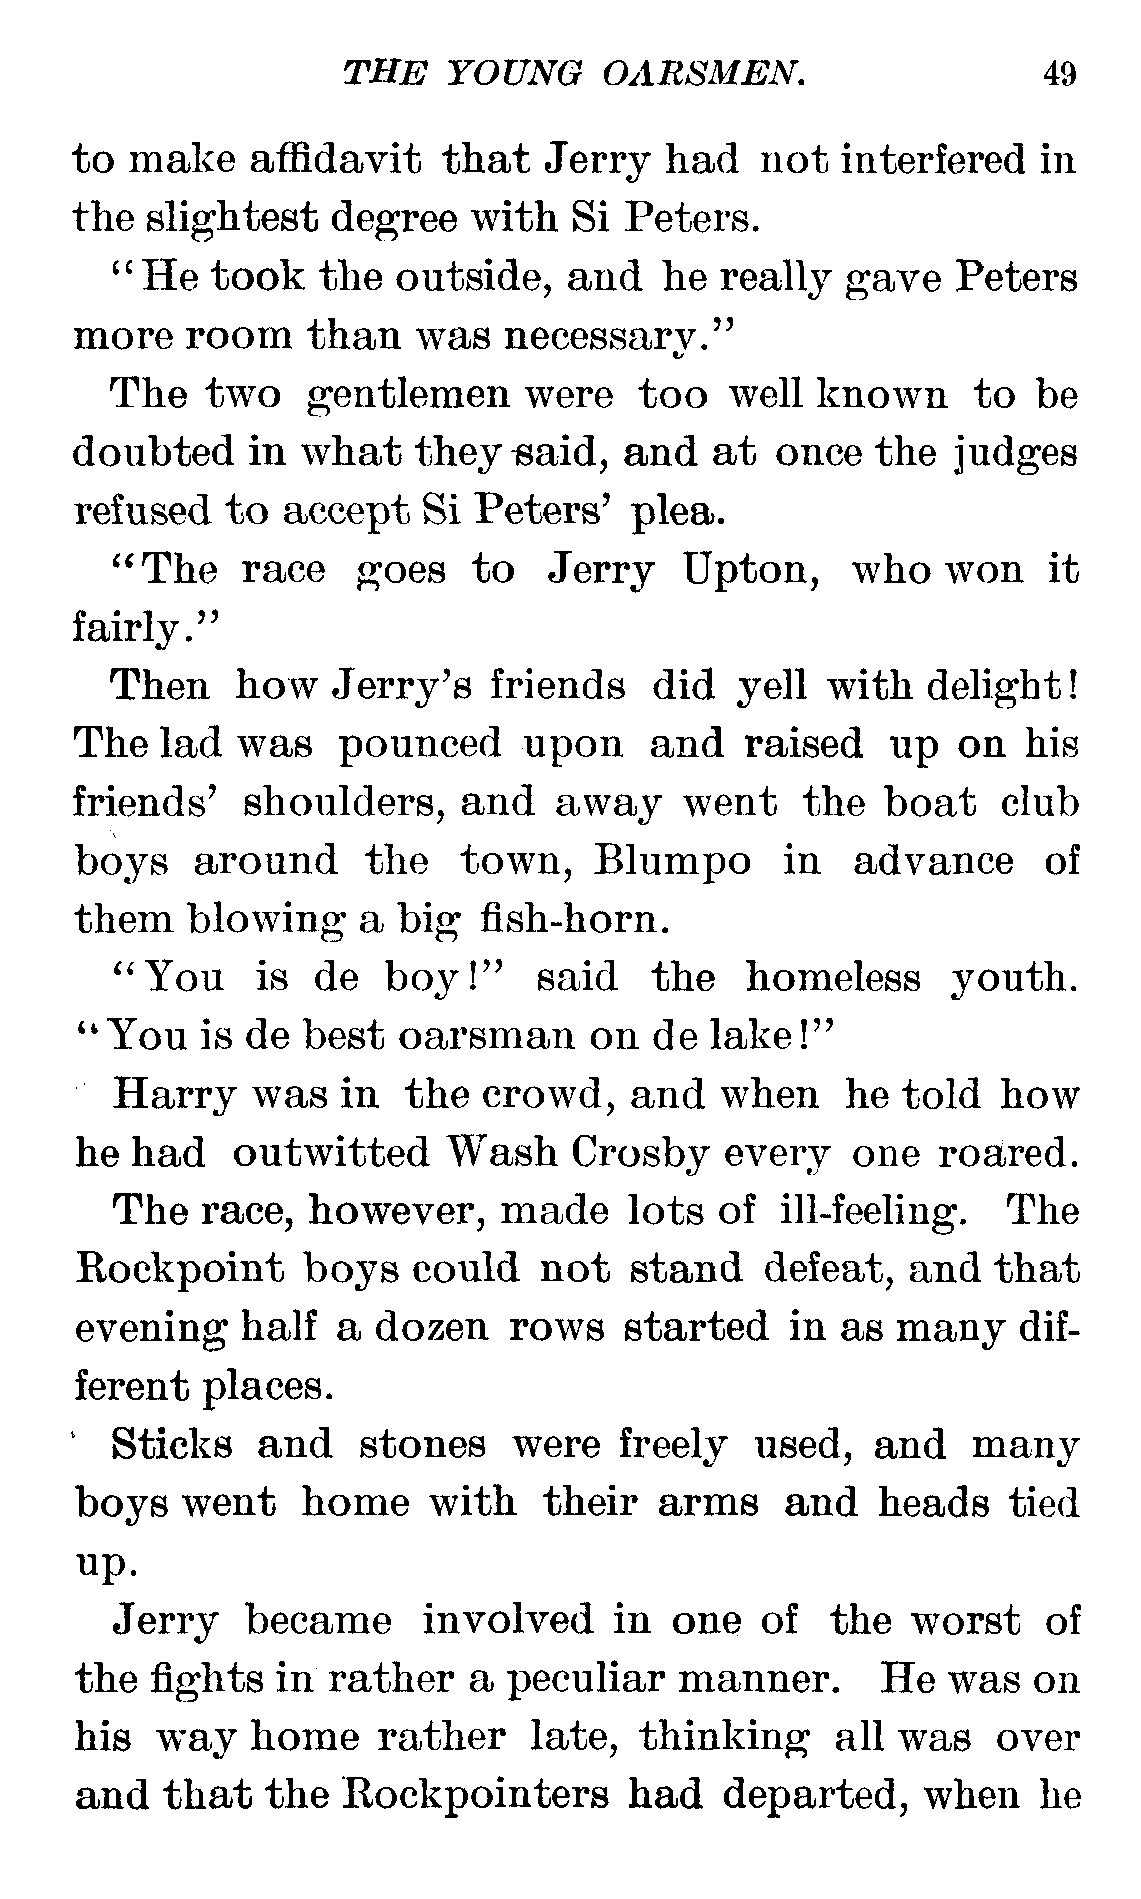 THE YOUNG OARSMEN. 49
to make affidavit that Jerry had not interfered in
the slightest degree with Si Peters.
“He took the outside, and he really gave Peters
more room than was necessary.”
The two gentlemen were too well known to be
doubted in what they said, and at once the judges
refused to accept Si Peters’ plea.
“The race goes to Jerry Upton, who won it
fairly.”
Then how Jerry’s friends did yell with delight!
The lad was pounced upon and raised up on his
friends’ shoulders, and away went the boat club
boys around the town, Blumpo in advance of
them blowing a big fish-horn.
“You is de boy!” said the homeless youth.
“You is de best oarsman on de lake!”
Harry was in the crowd, and when he told how
he had outwitted Wash Crosby every one roared.
The race, however, made lots of ill-feeling. The
Rockpoint boys could not stand defeat, and that
evening half a dozen rows started in as many dif-
ferent places.
Sticks and stones were freely used, and many
boys went home with their arms and heads tied
up.
Jerry became involved in one of the worst of
the fights in rather a peculiar manner. He was on
his way home rather late, thinking all was over
and that the Rockpointers had departed, when he